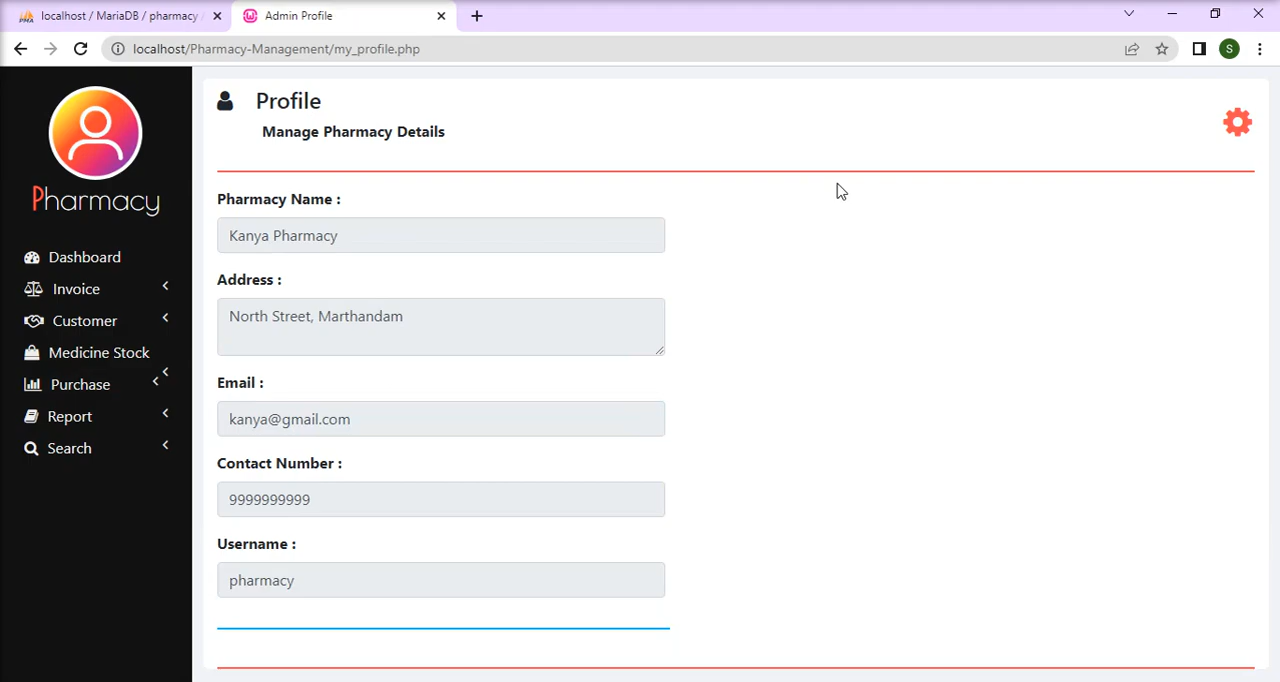 localhost / MariaDB / pharmacy
Admin Profile
localhost/Pharmacy-Management/my_profile.php
S
Pharmacy
Dashboard
Invoice
Customer
Medicine Stock
Purchase
Report
Search
Profile
Manage Pharmacy Details
Pharmacy Name :
Kanya Pharmacy
Address :
North Street, Marthandam
Email :
kanya@gmail.com
Contact Number :
9999999999
Username :
pharmacy